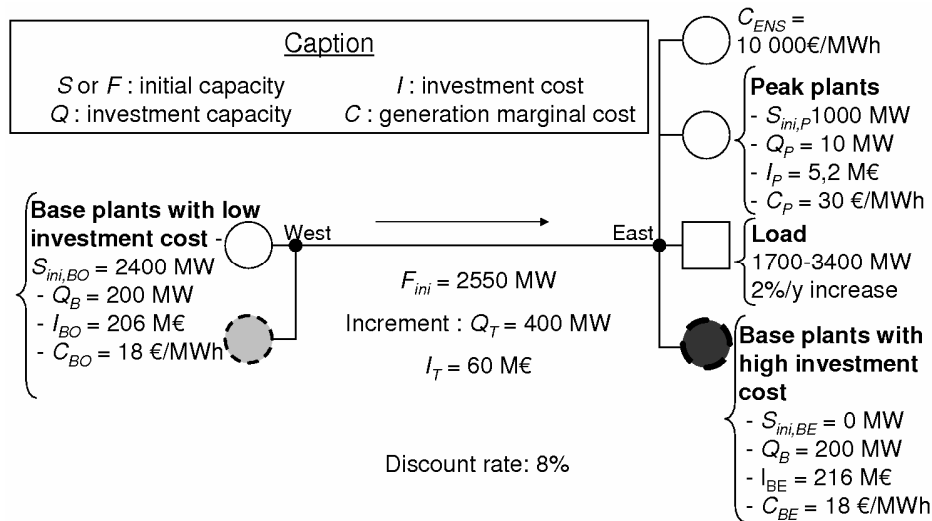 Caption
S or F : initial capacity
I : investment cost
Q : investment capacity
C : generation marginal cost
C_ENS =
10 000€/MWh
Peak plants
- S_ini,P 1000 MW
- Q_P = 10 MW
- I_P = 5,2 M€
- C_P = 30 €/MWh
Base plants with low
investment cost -
S_ini,BO = 2400 MW
- Q_B = 200 MW
- I_BO = 206 M€
- C_BO = 18 €/MWh
West
East
F_ini = 2550 MW
Increment : Q_T = 400 MW
I_T = 60 M€
Load
1700-3400 MW
2%/y increase
Base plants with
high investment
cost
- S_ini,BE = 0 MW
- Q_B = 200 MW
- I_BE = 216 M€
- C_BE = 18 €/MWh
Discount rate: 8%